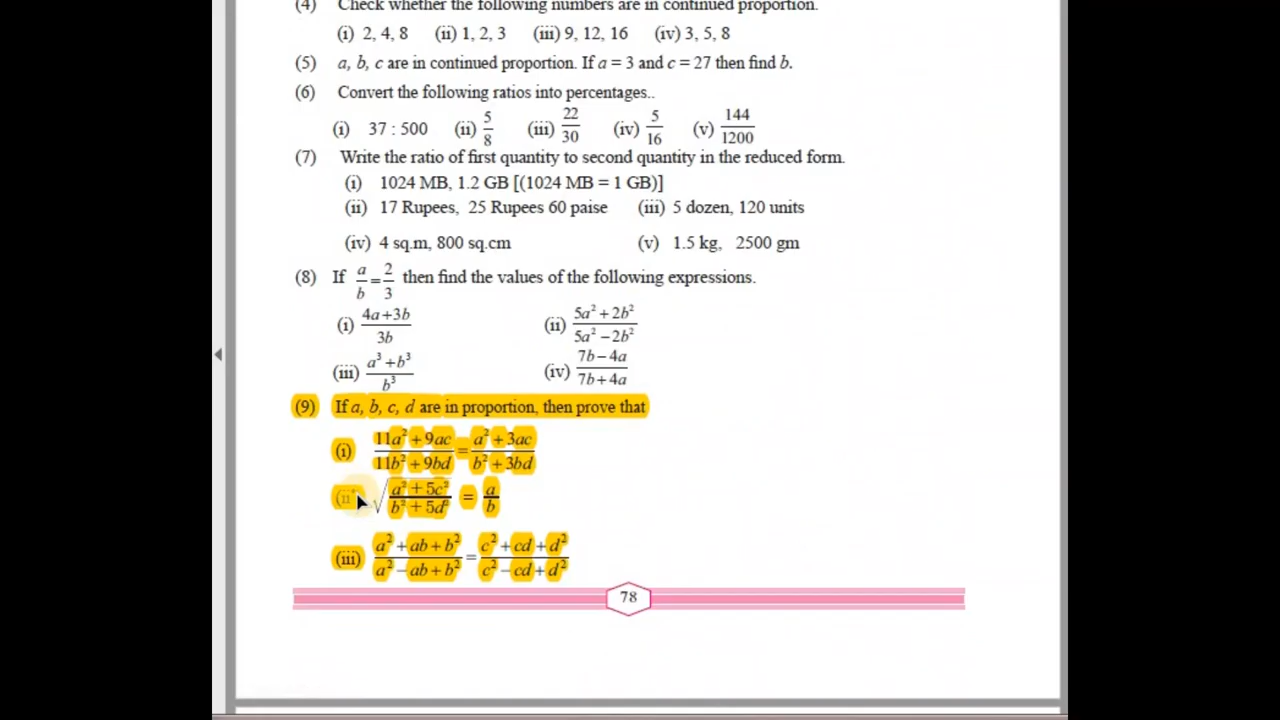 (4) Check whether the following numbers are in continued proportion.
(i) 2, 4, 8 (ii) 1, 2, 3 (iii) 9, 12, 16 (iv) 3, 5, 8
(5) a, b, c are in continued proportion. If a = 3 and c = 27 then find b.
(6) Convert the following ratios into percentages..
(i) 37 : 500 (ii) 5/8 (iii) 22/30 (iv) 5/16 (v) 144/1200
(7) Write the ratio of first quantity to second quantity in the reduced form.
(i) 1024 MB, 1.2 GB [(1024 MB = 1 GB)]
(ii) 17 Rupees, 25 Rupees 60 paise (iii) 5 dozen, 120 units
(iv) 4 sq.m, 800 sq.cm (v) 1.5 kg, 2500 gm
(8) If a/b = 2/3 then find the values of the following expressions.
(i) (4a+3b)/3b (ii) (5a²+2b²)/(5a²−2b²)
(iii) (a³+b³)/b³ (iv) (7b−4a)/(7b+4a)
(9) If a, b, c, d are in proportion, then prove that
(i) (11a²+9ac)/(11b²+9bd) = (a²+3ac)/(b²+3bd)
(ii) √((a²+5c²)/(b²+5d²)) = a/b
(iii) (a²+ab+b²)/(a²−ab+b²) = (c²+cd+d²)/(c²−cd+d²)
78